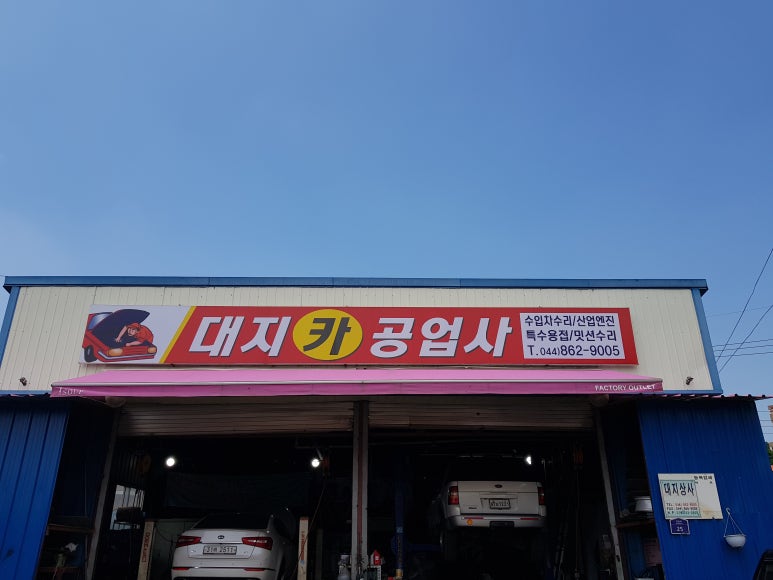 대지카공업사
수입차수리/산업엔진
특수용접/밋션수리
T.044)862-9005
FACTORY OUTLET
대지상사
25